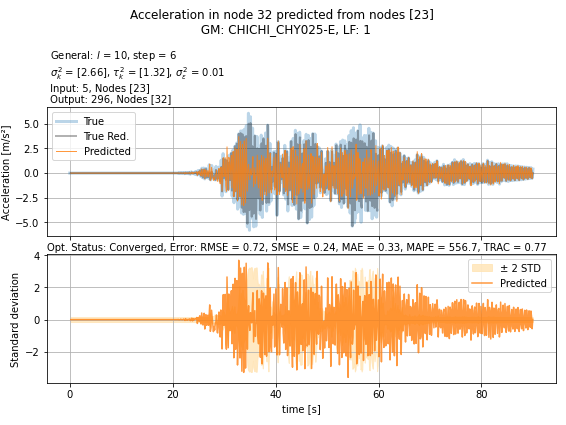 Acceleration in node 32 predicted from nodes [23]
GM: CHICHI_CHY025-E, LF: 1
General: l = 10, step = 6
σ²ₖ = [2.66], τ²ₖ = [1.32], σ²ε = 0.01
Input: 5, Nodes [23]
Output: 296, Nodes [32]
Acceleration [m/s²]
5.0
2.5
0.0
−2.5
−5.0
True
True Red.
Predicted
Opt. Status: Converged, Error: RMSE = 0.72, SMSE = 0.24, MAE = 0.33, MAPE = 556.7, TRAC = 0.77
Standard deviation
4
2
0
−2
± 2 STD
Predicted
0 20 40 60 80
time [s]